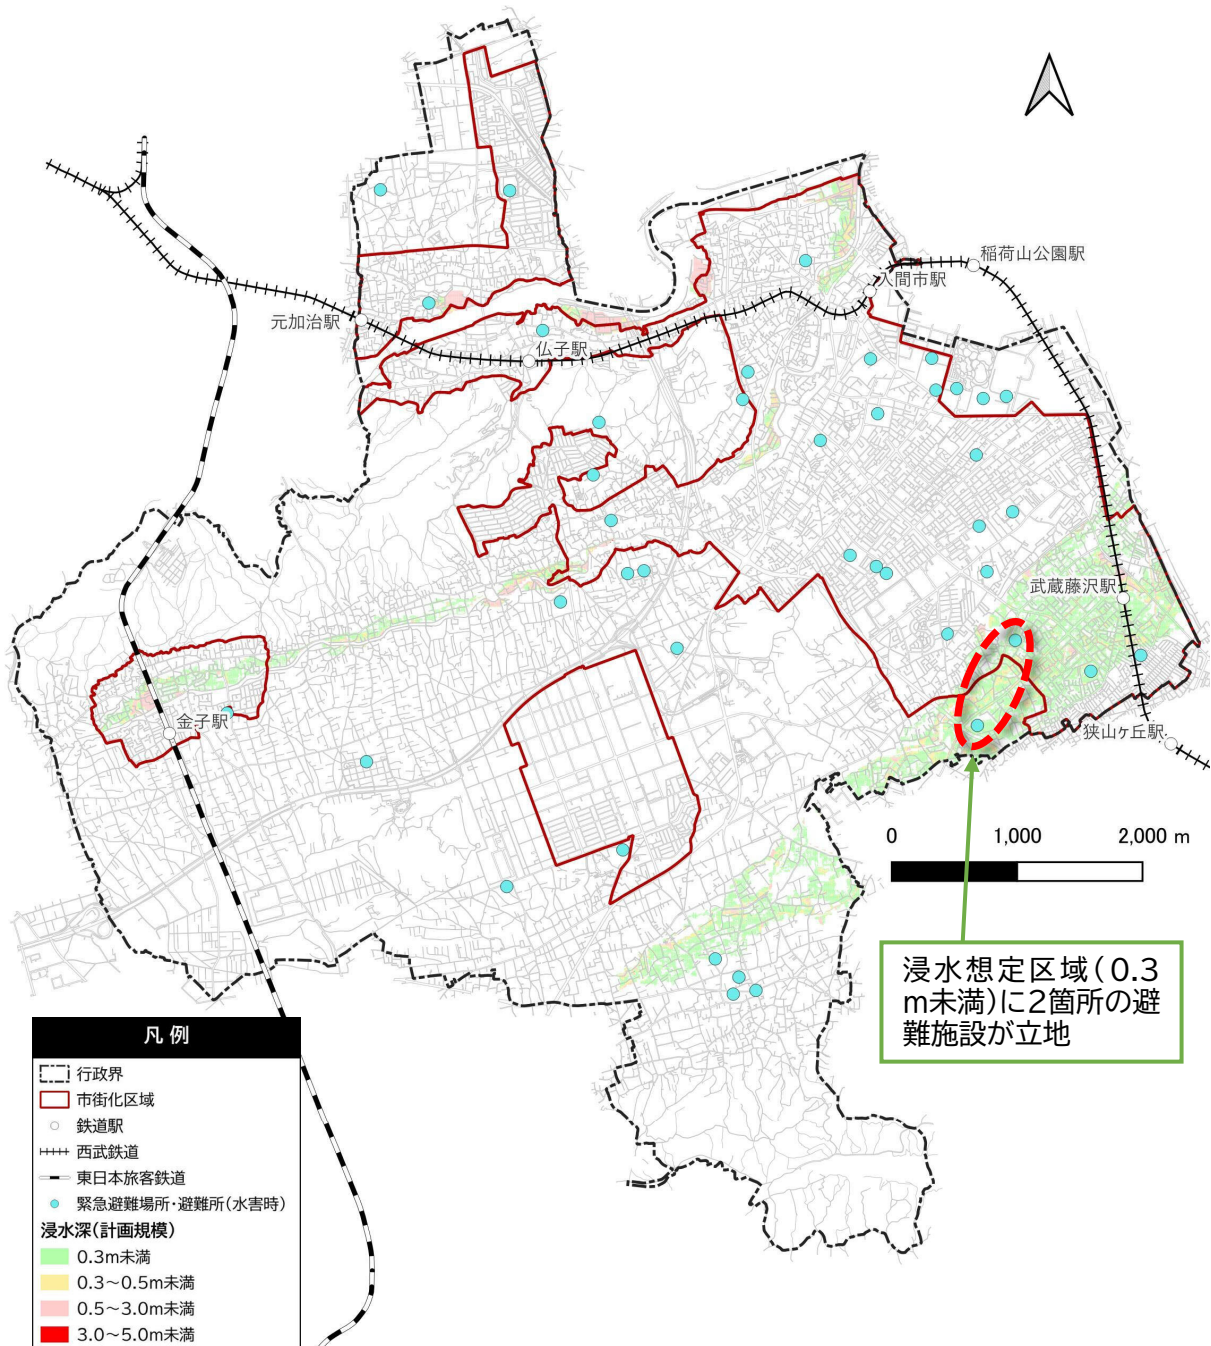 稲荷山公園駅
入間市駅
元加治駅
仏子駅
武蔵藤沢駅
金子駅
狭山ヶ丘駅
0 1,000 2,000 m
浸水想定区域(0.3
m未満)に2箇所の避
難施設が立地
凡例
行政界
市街化区域
鉄道駅
西武鉄道
東日本旅客鉄道
緊急避難場所・避難所(水害時)
浸水深(計画規模)
0.3m未満
0.3~0.5m未満
0.5~3.0m未満
3.0~5.0m未満